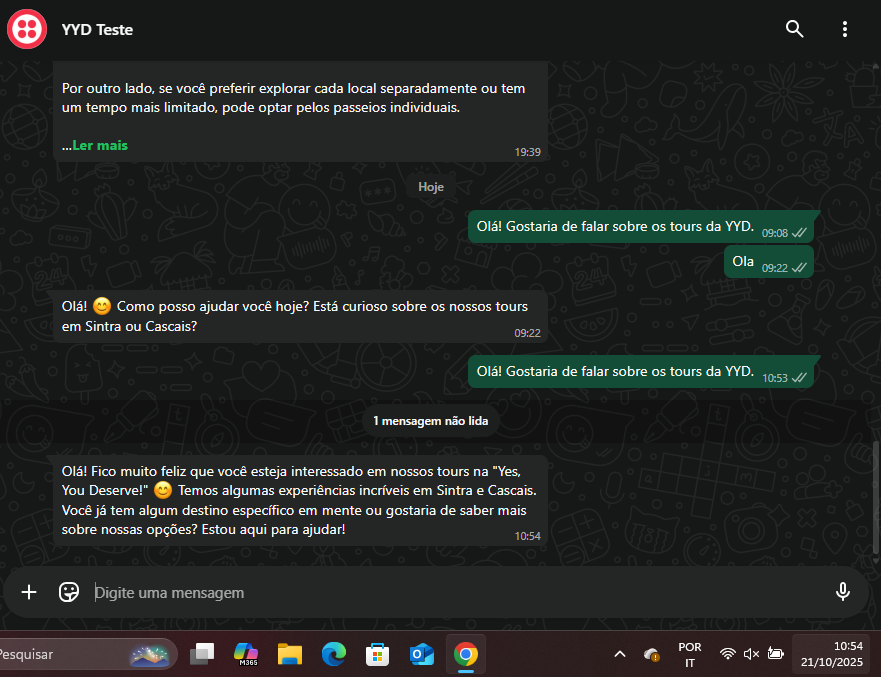 YYD Teste
Por outro lado, se você preferir explorar cada local separadamente ou tem
um tempo mais limitado, pode optar pelos passeios individuais.
...Ler mais
19:39
Hoje
Olá! Gostaria de falar sobre os tours da YYD. 09:08
Ola 09:22
Olá! 😊 Como posso ajudar você hoje? Está curioso sobre os nossos tours
em Sintra ou Cascais?
09:22
Olá! Gostaria de falar sobre os tours da YYD. 10:53
1 mensagem não lida
Olá! Fico muito feliz que você esteja interessado em nossos tours na "Yes,
You Deserve!" 😊 Temos algumas experiências incríveis em Sintra e Cascais.
Você já tem algum destino específico em mente ou gostaria de saber mais
sobre nossas opções? Estou aqui para ajudar!
10:54
Digite uma mensagem
Pesquisar
M365
POR
IT
10:54
21/10/2025